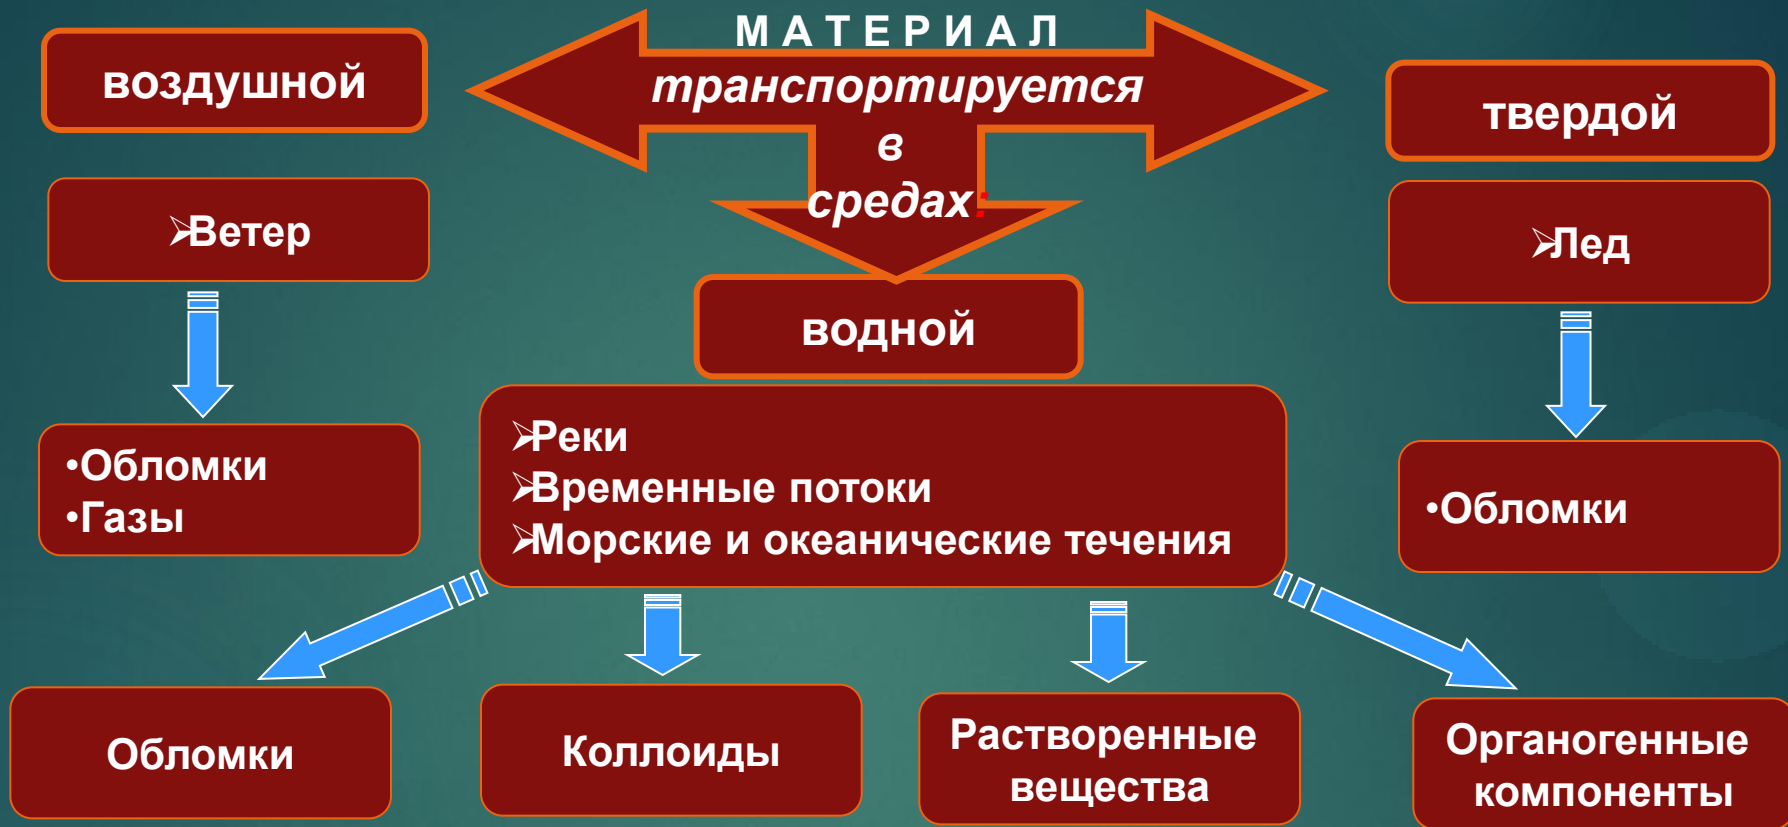 МАТЕРИАЛ
транспортируется
в
средах:
воздушной
➢Ветер
•Обломки
•Газы
водной
➢Реки
➢Временные потоки
➢Морские и океанические течения
Обломки
Коллоиды
Растворенные
вещества
Органогенные
компоненты
твердой
➢Лед
•Обломки